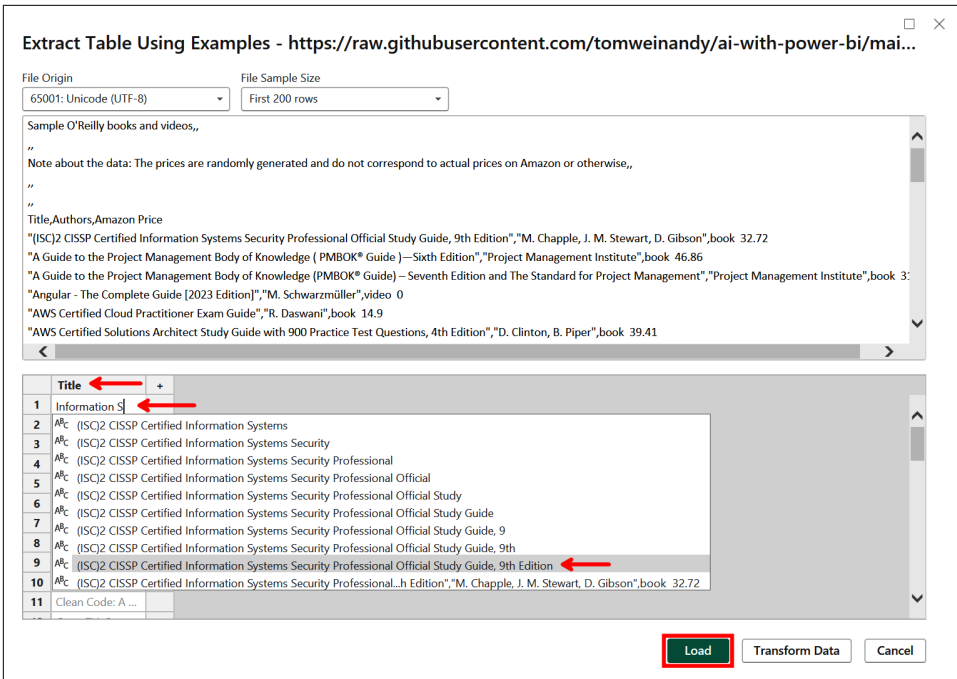 Extract Table Using Examples - https://raw.githubusercontent.com/tomweinandy/ai-with-power-bi/mai...
File Origin File Sample Size
65001: Unicode (UTF-8) First 200 rows
Sample O'Reilly books and videos,,
,,
Note about the data: The prices are randomly generated and do not correspond to actual prices on Amazon or otherwise,,
,,
,,
Title,Authors,Amazon Price
"(ISC)2 CISSP Certified Information Systems Security Professional Official Study Guide, 9th Edition","M. Chapple, J. M. Stewart, D. Gibson",book 32.72
"A Guide to the Project Management Body of Knowledge ( PMBOK® Guide )—Sixth Edition","Project Management Institute",book 46.86
"A Guide to the Project Management Body of Knowledge (PMBOK® Guide) – Seventh Edition and The Standard for Project Management","Project Management Institute",book
"Angular - The Complete Guide [2023 Edition]","M. Schwarzmüller",video 0
"AWS Certified Cloud Practitioner Exam Guide","R. Daswani",book 14.9
"AWS Certified Solutions Architect Study Guide with 900 Practice Test Questions, 4th Edition","D. Clinton, B. Piper",book 39.41
Title +
1 Information S
2 ABC (ISC)2 CISSP Certified Information Systems
3 ABC (ISC)2 CISSP Certified Information Systems Security
4 ABC (ISC)2 CISSP Certified Information Systems Security Professional
5 ABC (ISC)2 CISSP Certified Information Systems Security Professional Official
6 ABC (ISC)2 CISSP Certified Information Systems Security Professional Official Study
7 ABC (ISC)2 CISSP Certified Information Systems Security Professional Official Study Guide
8 ABC (ISC)2 CISSP Certified Information Systems Security Professional Official Study Guide, 9
ABC (ISC)2 CISSP Certified Information Systems Security Professional Official Study Guide, 9th
9 ABC (ISC)2 CISSP Certified Information Systems Security Professional Official Study Guide, 9th Edition
10 ABC (ISC)2 CISSP Certified Information Systems Security Professional...h Edition","M. Chapple, J. M. Stewart, D. Gibson",book 32.72
11 Clean Code: A ...
Load Transform Data Cancel